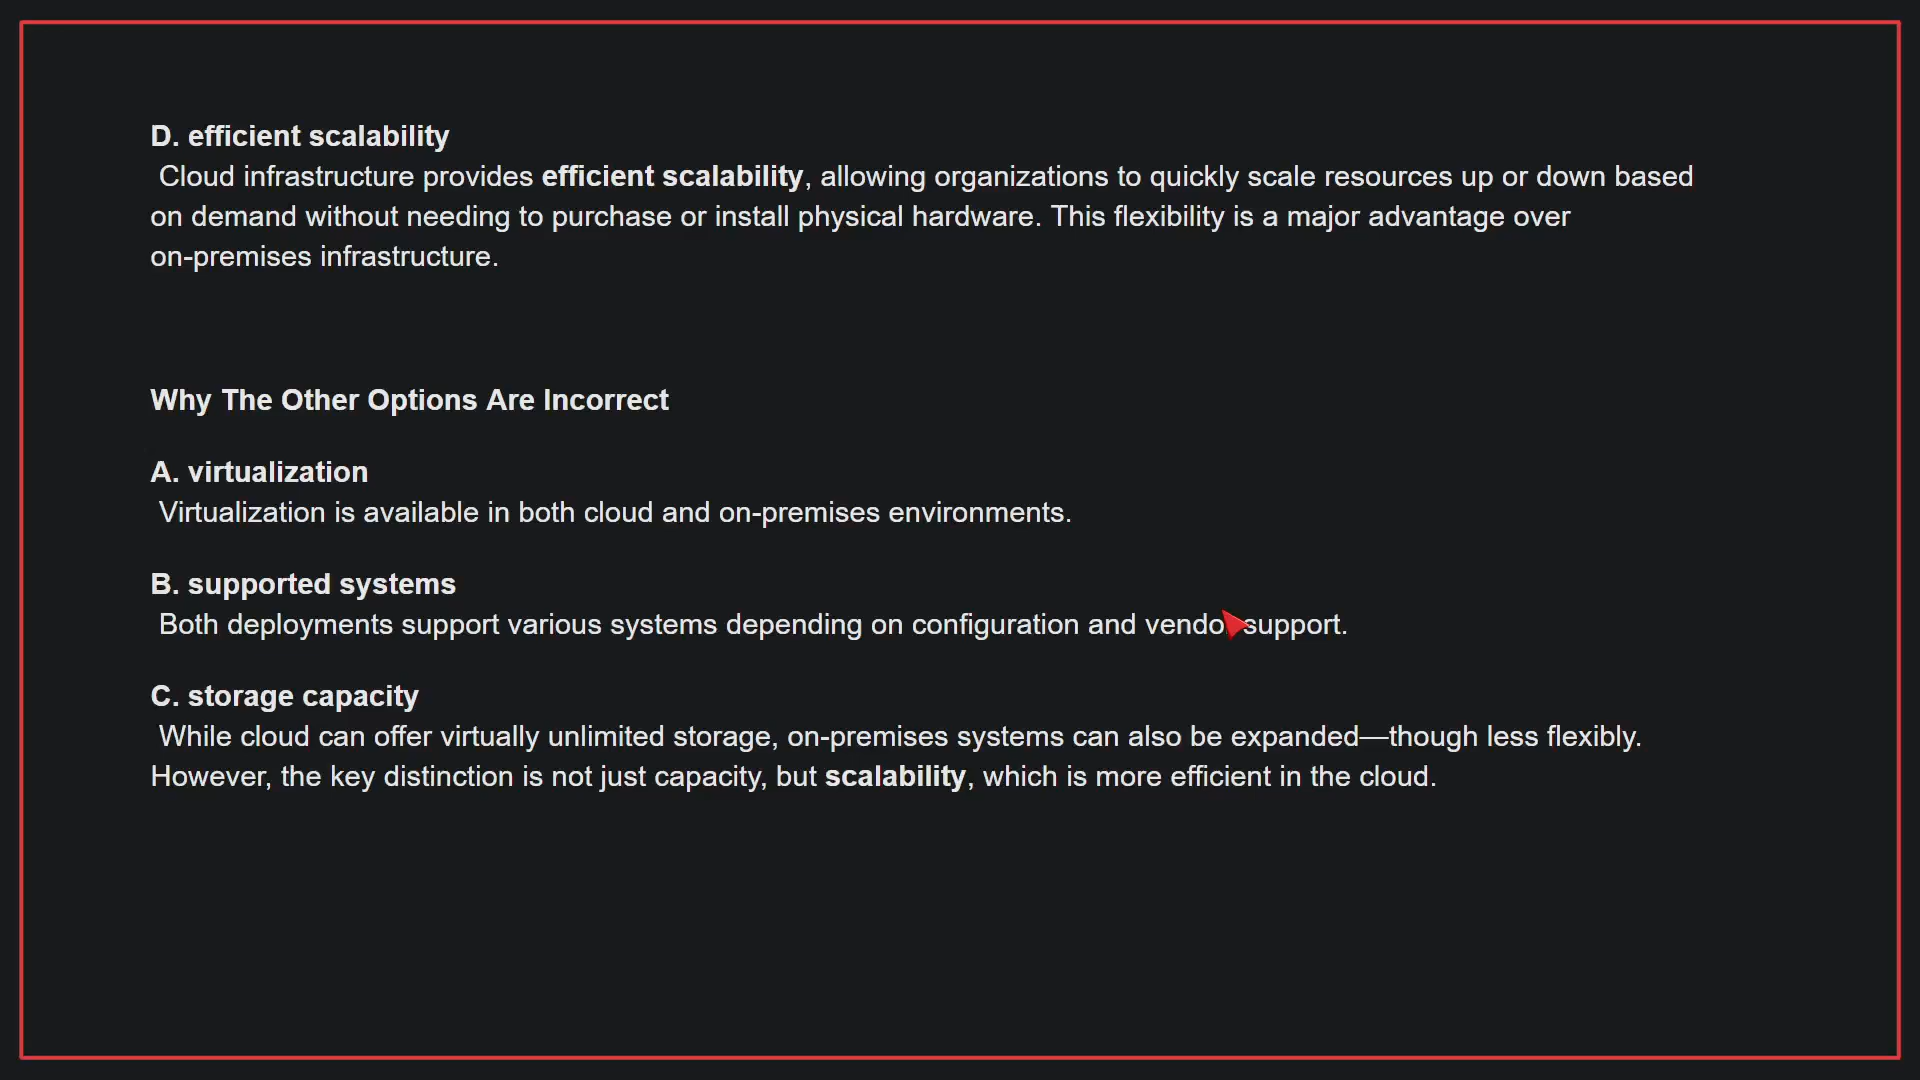 D. efficient scalability
Cloud infrastructure provides efficient scalability, allowing organizations to quickly scale resources up or down based
on demand without needing to purchase or install physical hardware. This flexibility is a major advantage over
on-premises infrastructure.
Why The Other Options Are Incorrect
A. virtualization
Virtualization is available in both cloud and on-premises environments.
B. supported systems
Both deployments support various systems depending on configuration and vendor support.
C. storage capacity
While cloud can offer virtually unlimited storage, on-premises systems can also be expanded—though less flexibly.
However, the key distinction is not just capacity, but scalability, which is more efficient in the cloud.